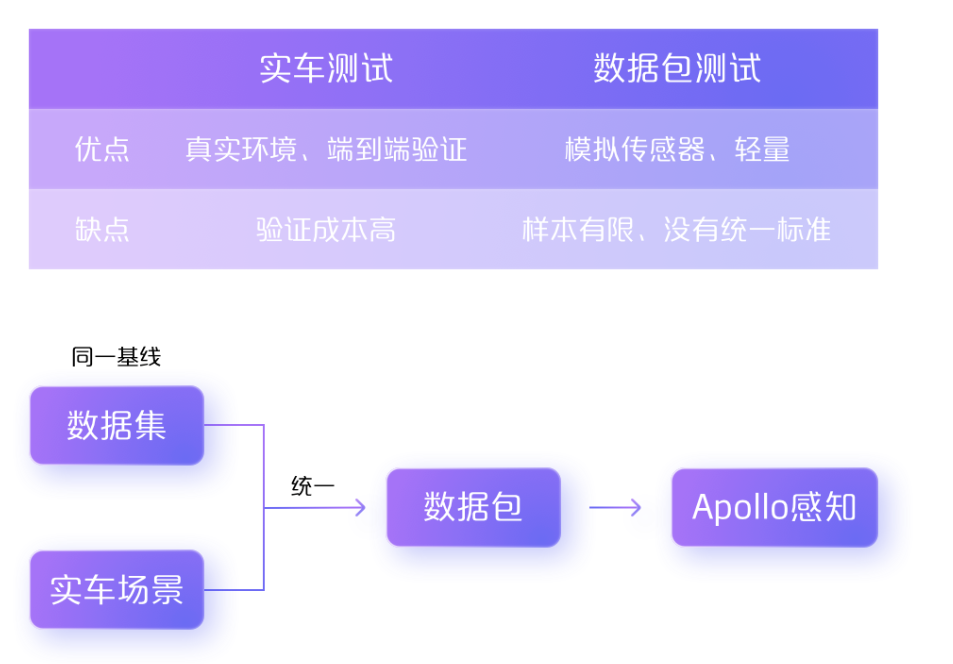 实车测试 数据包测试
优点 真实环境、端到端验证 模拟传感器、轻量
缺点 验证成本高 样本有限、没有统一标准
同一基线
数据集
统一
数据包
Apollo感知
实车场景